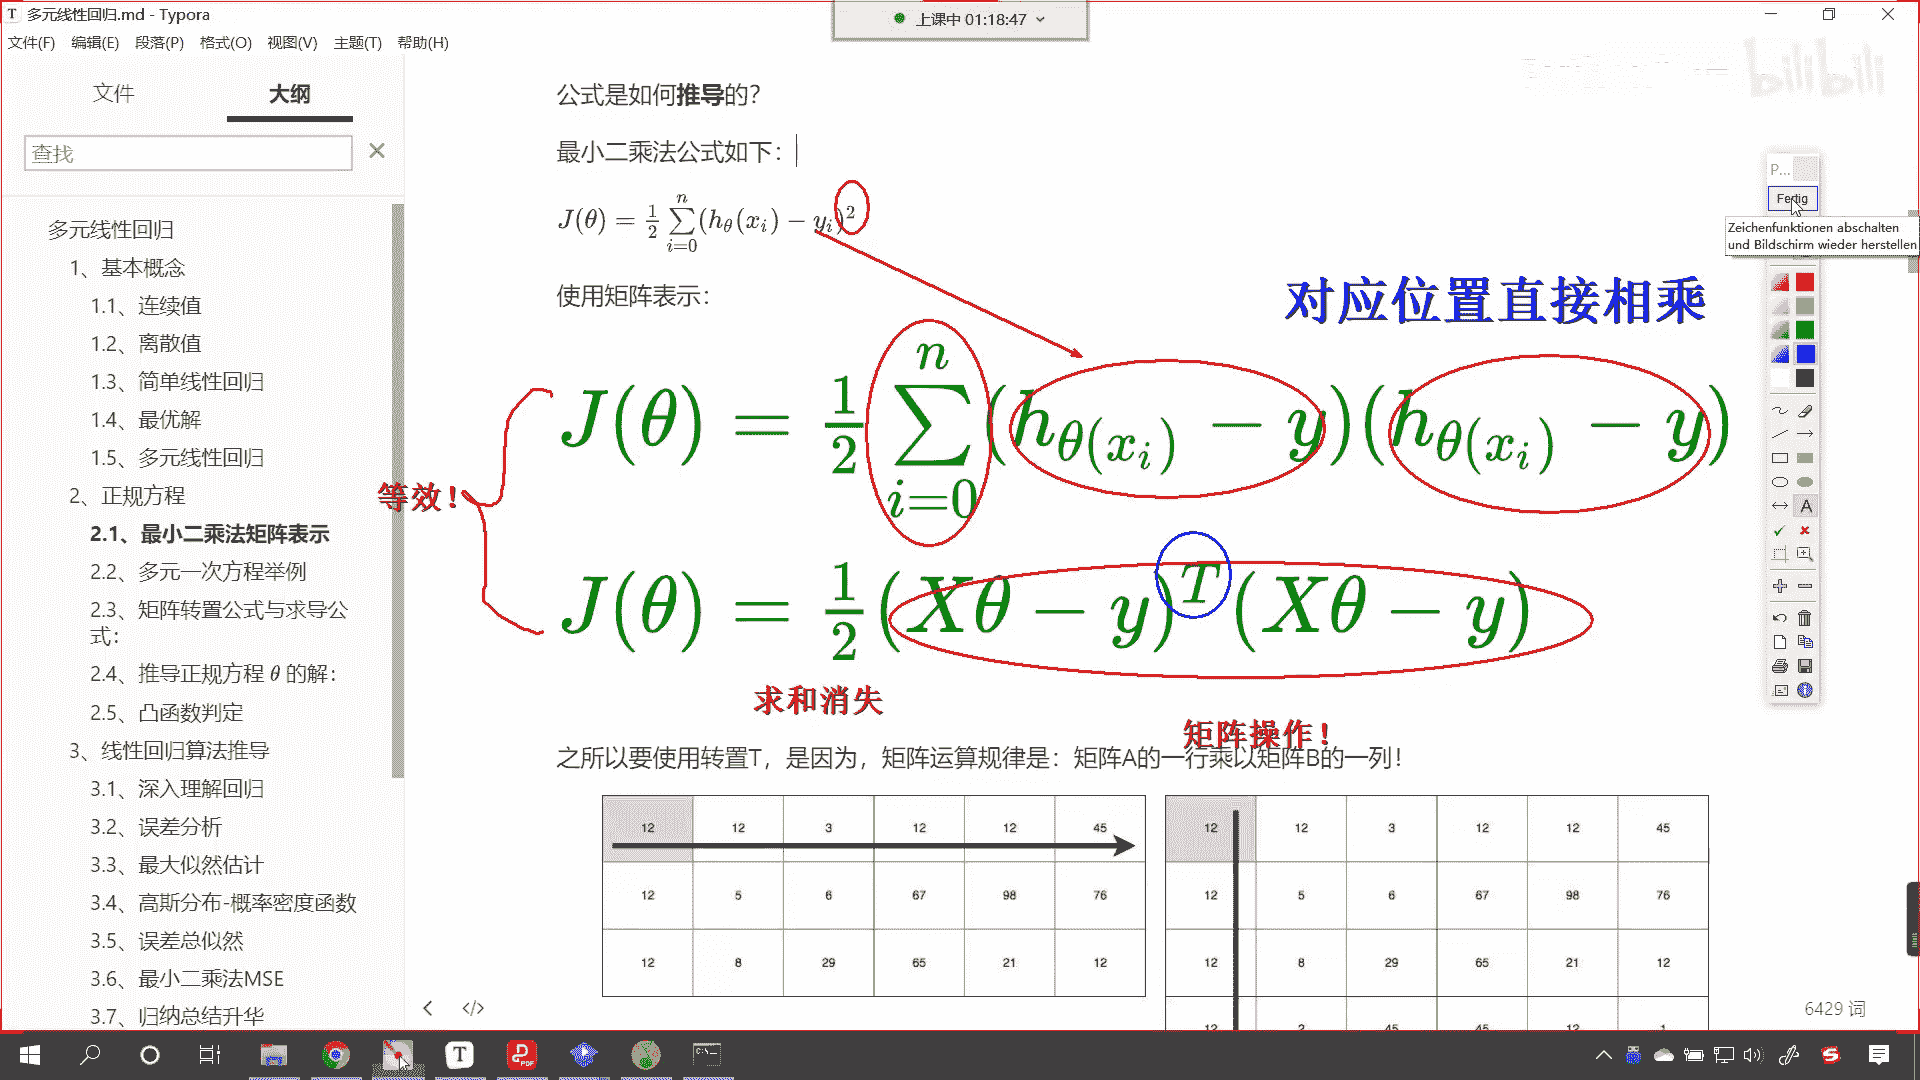 多元线性回归.md - Typora
上课中 01:18:47
文件(F) 编辑(E) 段落(P) 格式(O) 视图(V) 主题(T) 帮助(H)
bilibili
文件 大纲
查找
多元线性回归
1、基本概念
1.1、连续值
1.2、离散值
1.3、简单线性回归
1.4、最优解
1.5、多元线性回归
2、正规方程
2.1、最小二乘法矩阵表示
2.2、多元一次方程举例
2.3、矩阵转置公式与求导公
式：
2.4、推导正规方程 θ 的解：
2.5、凸函数判定
3、线性回归算法推导
3.1、深入理解回归
3.2、误差分析
3.3、最大似然估计
3.4、高斯分布-概率密度函数
3.5、误差总似然
3.6、最小二乘法MSE
3.7、归纳总结升华
公式是如何推导的？
最小二乘法公式如下：
J(θ) = 1/2 ∑_{i=0}^{n} (h_θ(x_i) − y_i)^2
使用矩阵表示：
对应位置直接相乘
J(θ) = 1/2 ∑_{i=0}^{n} (h_{θ(x_i)} − y)(h_{θ(x_i)} − y)
等效！
J(θ) = 1/2 (Xθ − y)^T (Xθ − y)
求和消失
矩阵操作！
之所以要使用转置T，是因为，矩阵运算规律是：矩阵A的一行乘以矩阵B的一列！
12 12 3 12 12 45
12 5 6 67 98 76
12 8 29 65 21 12
12 12 3 12 12 45
12 5 6 67 98 76
12 8 29 65 21 12
12 2 45 45 12 1
6429 词
P...
Fertig
Zeichenfunktionen abschalten
und Bildschirm wieder herstellen